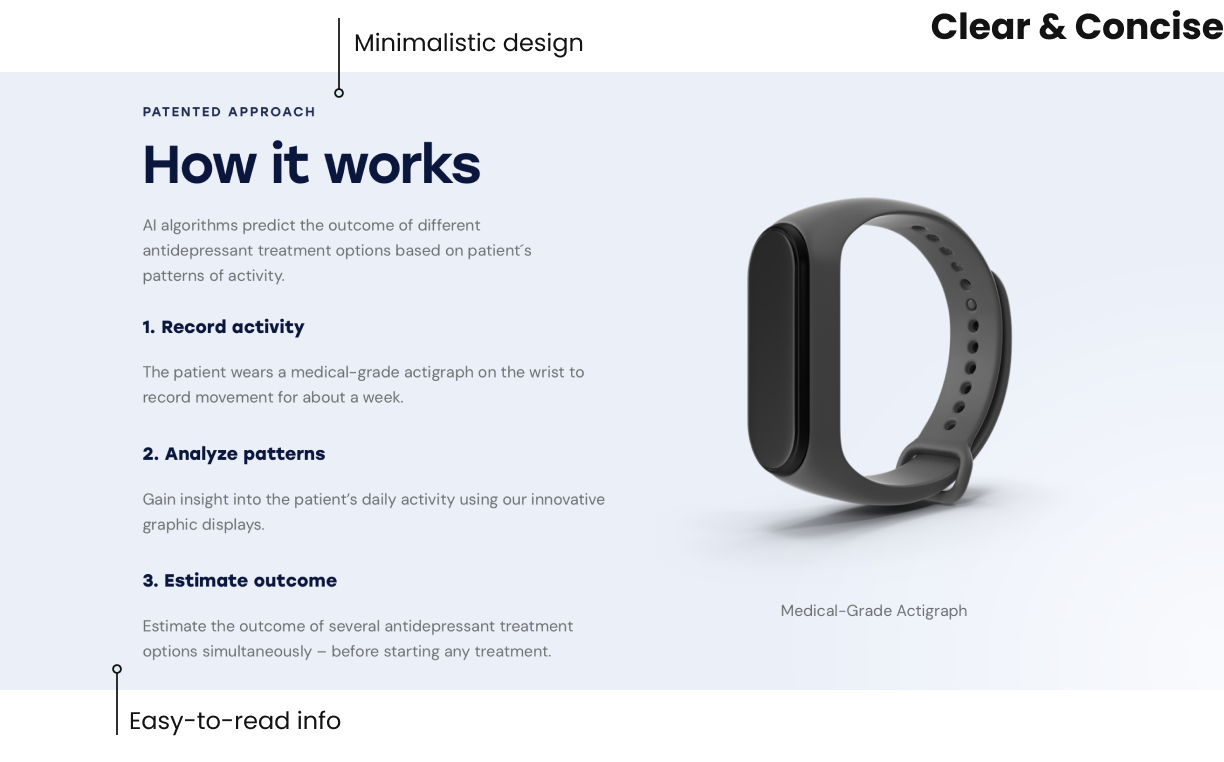 Clear & Concise
Minimalistic design
PATENTED APPROACH
How it works
AI algorithms predict the outcome of different
antidepressant treatment options based on patient´s
patterns of activity.
1. Record activity
The patient wears a medical-grade actigraph on the wrist to
record movement for about a week.
2. Analyze patterns
Gain insight into the patient’s daily activity using our innovative
graphic displays.
3. Estimate outcome
Estimate the outcome of several antidepressant treatment
options simultaneously – before starting any treatment.
Medical-Grade Actigraph
Easy-to-read info